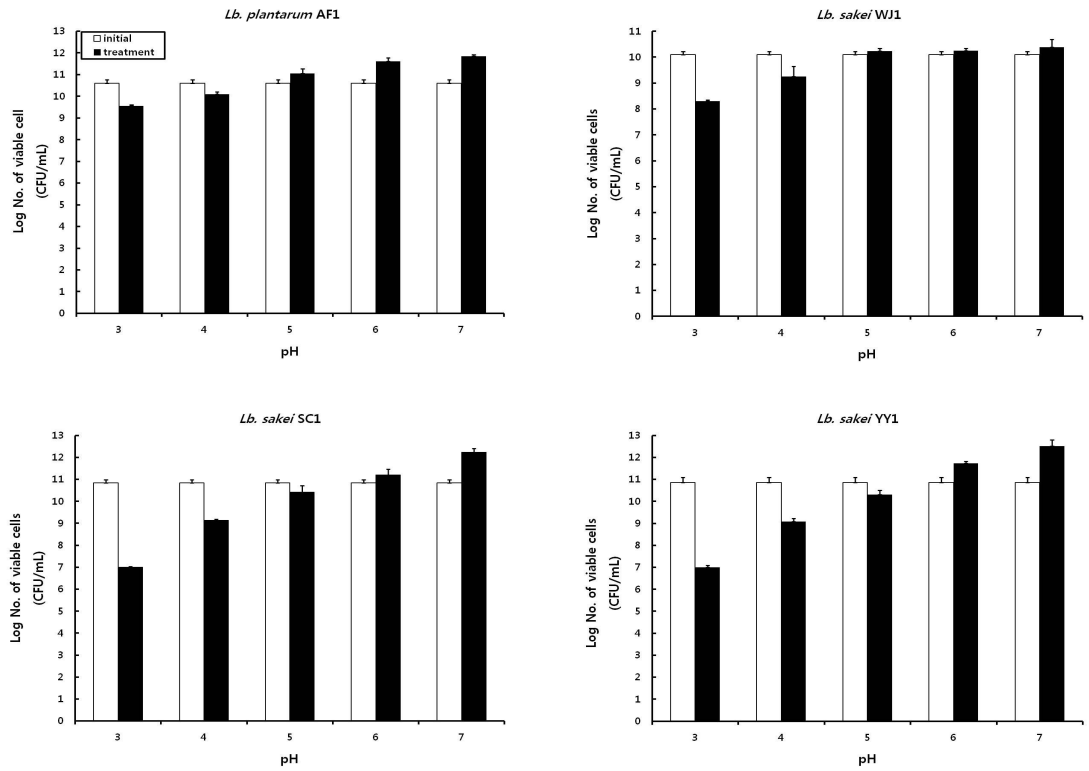 Lb. plantarum AF1
Log No. of viable cells
(CFU/mL)
13
12
11
10
9
8
7
6
5
4
3
2
1
0
initial
treatment
3 4 5 6 7
pH
Lb. sakei WJ1
Log No. of viable cells
(CFU/mL)
11
10
9
8
7
6
5
4
3
2
1
0
3 4 5 6 7
pH
Lb. sakei SC1
Log No. of viable cells
(CFU/mL)
13
12
11
10
9
8
7
6
5
4
3
2
1
0
3 4 5 6 7
pH
Lb. sakei YY1
Log No. of viable cells
(CFU/mL)
13
12
11
10
9
8
7
6
5
4
3
2
1
0
3 4 5 6 7
pH